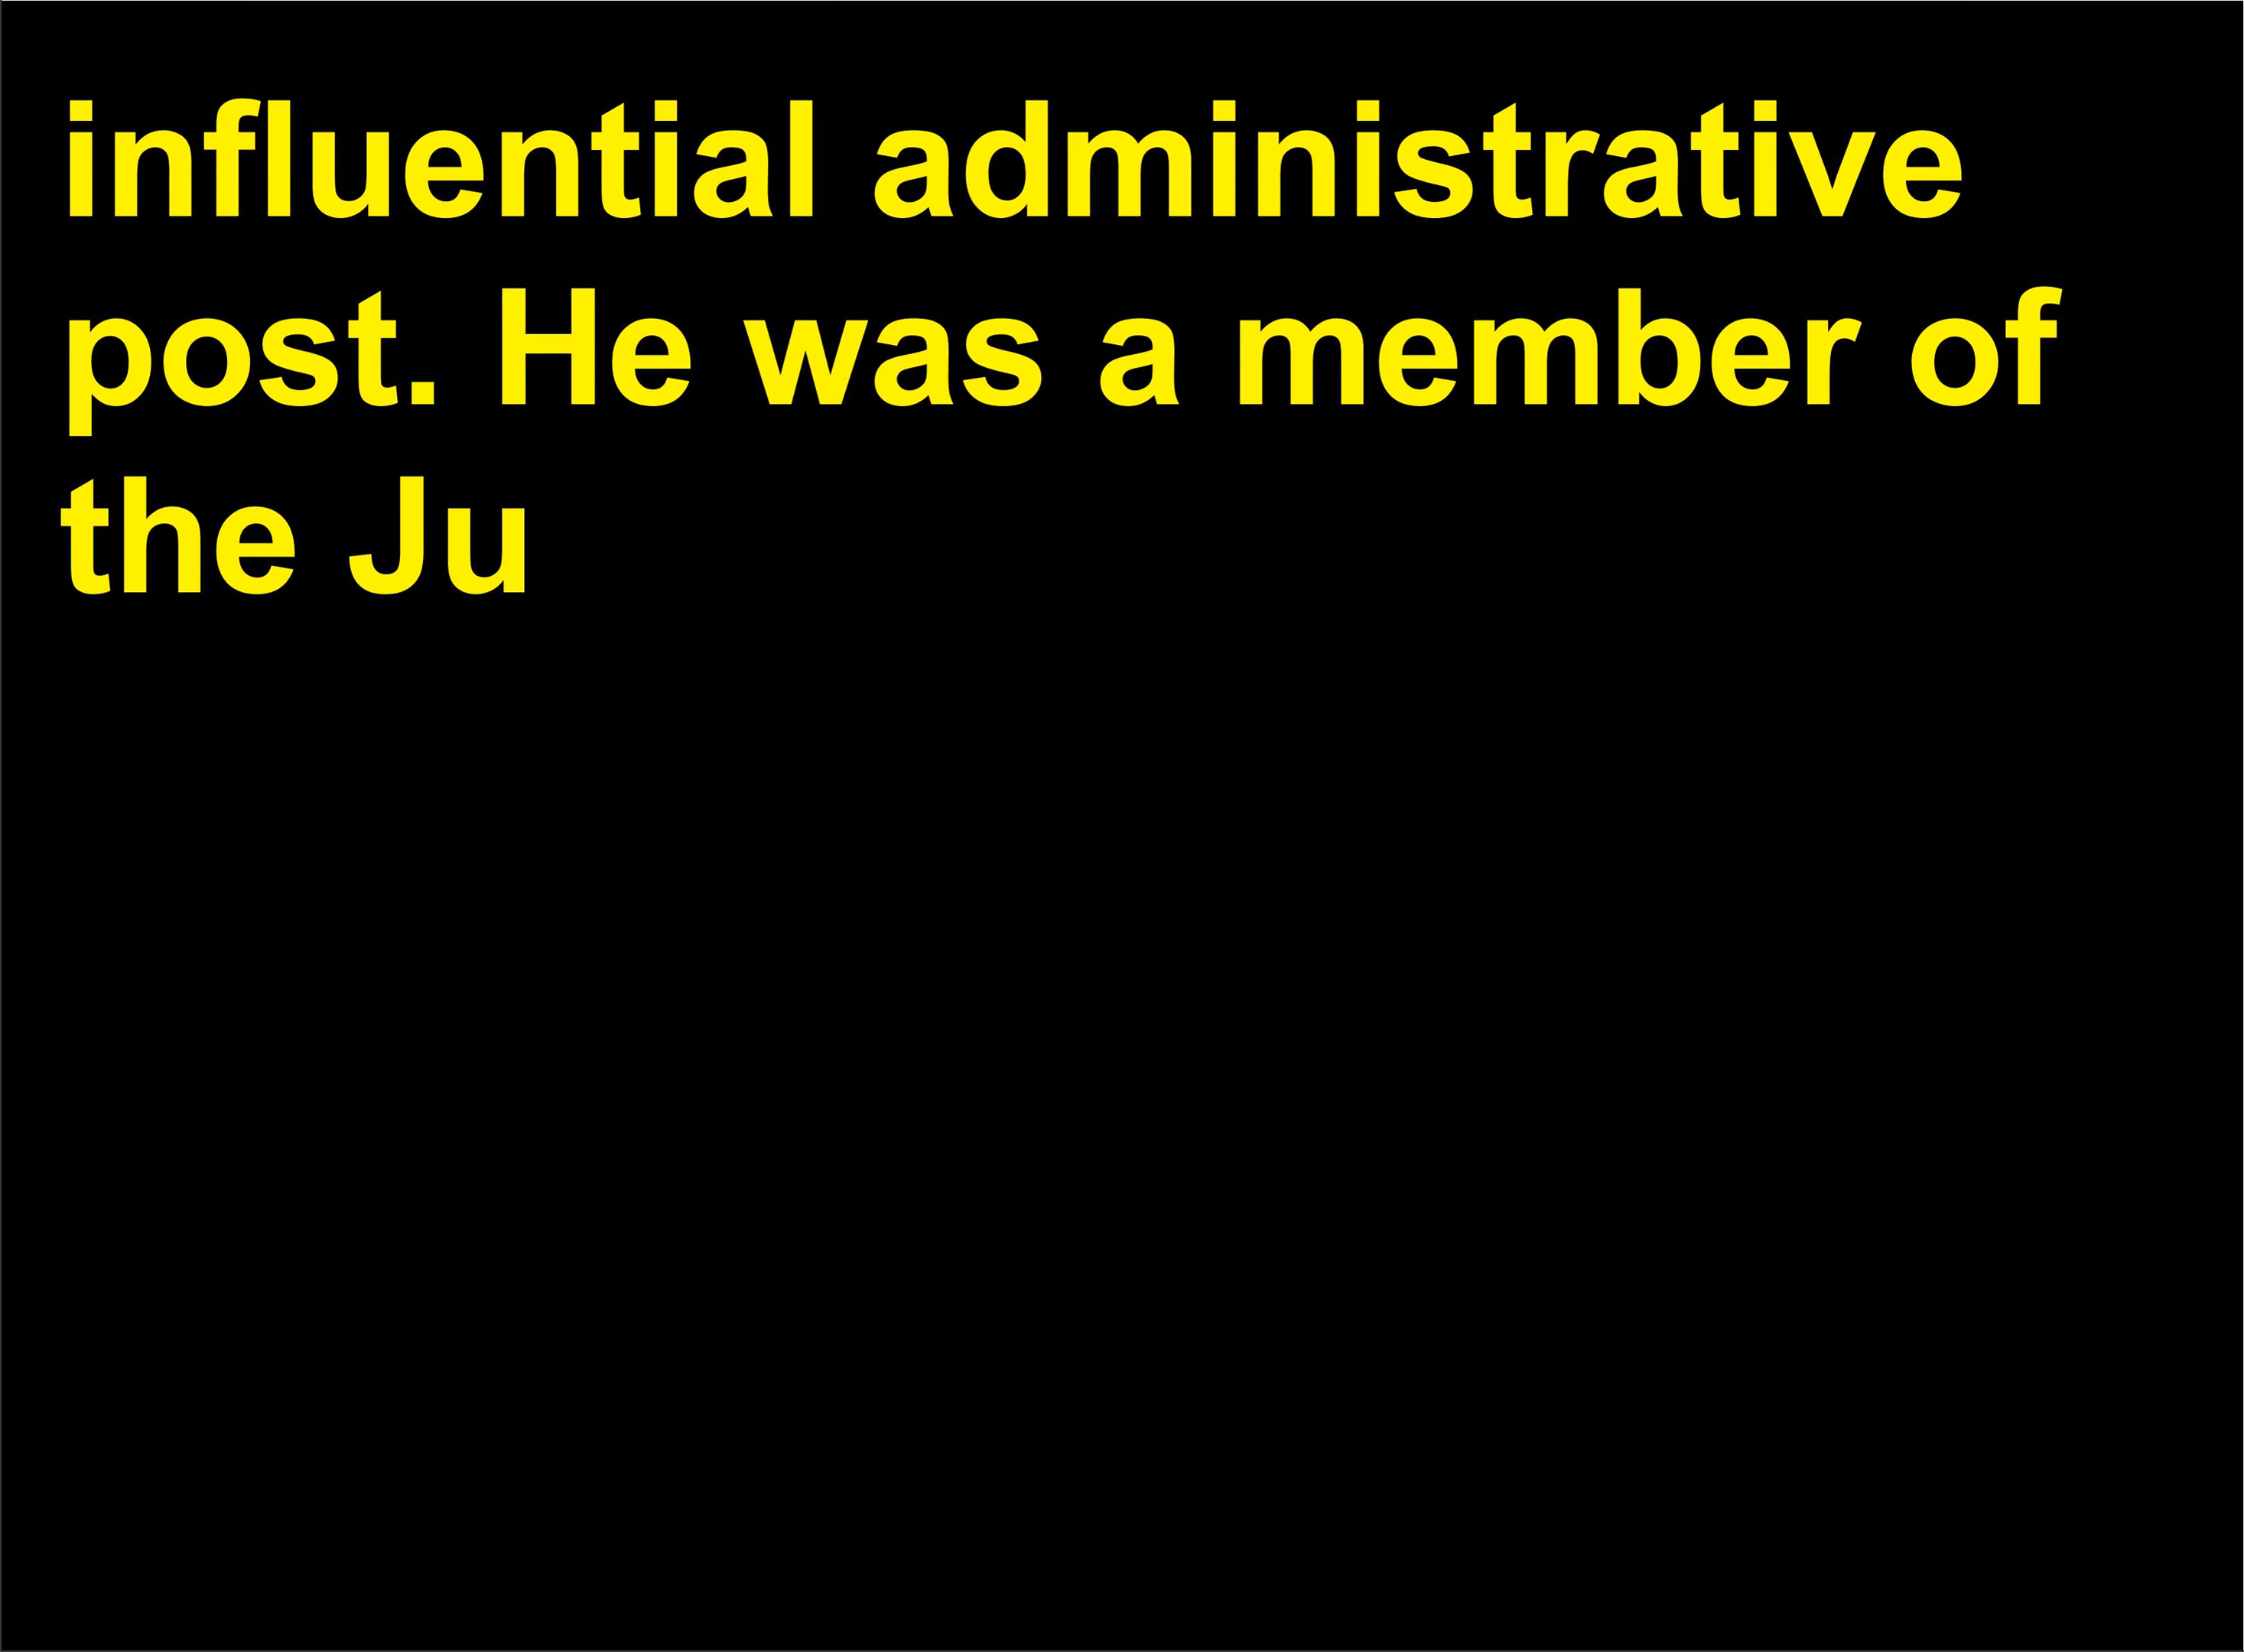 influential administrative
post. He was a member of
the Ju